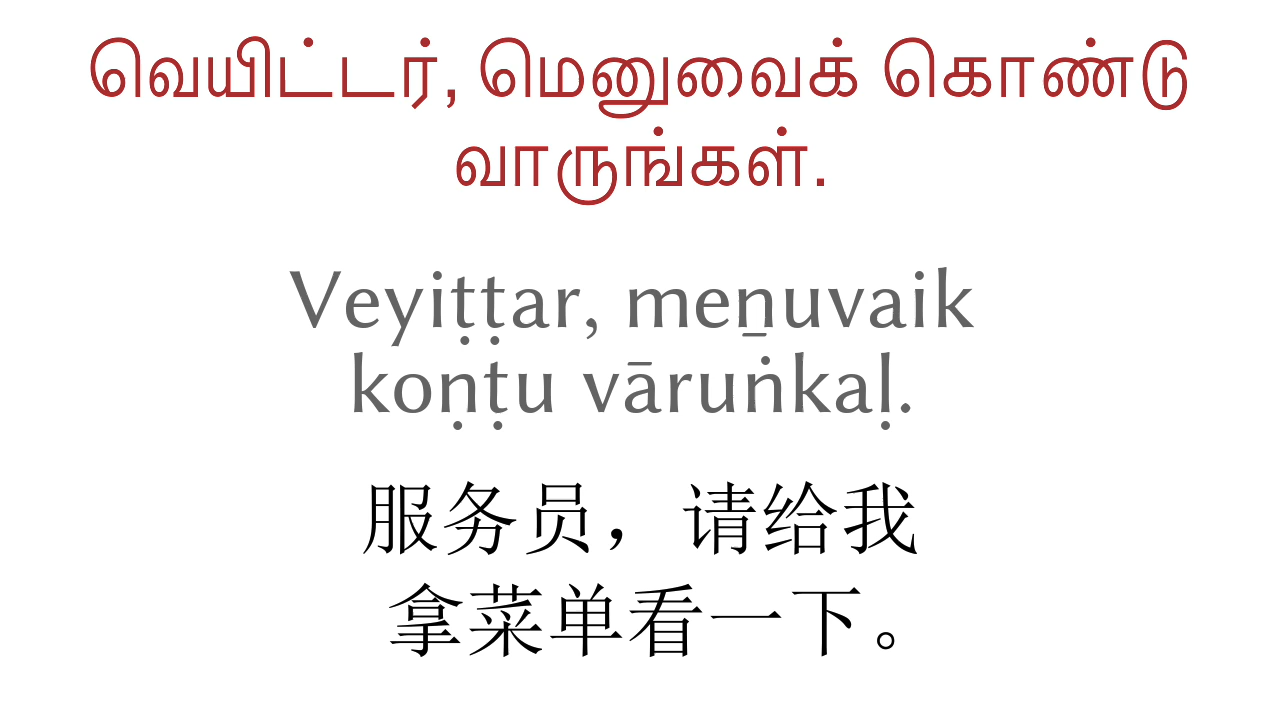 வெயிட்டர், மெனுவைக் கொண்டு
வாருங்கள்.
Veyiṭṭar, meṉuvaik
koṇṭu vāruṅkaḷ.
服务员，请给我
拿菜单看一下。